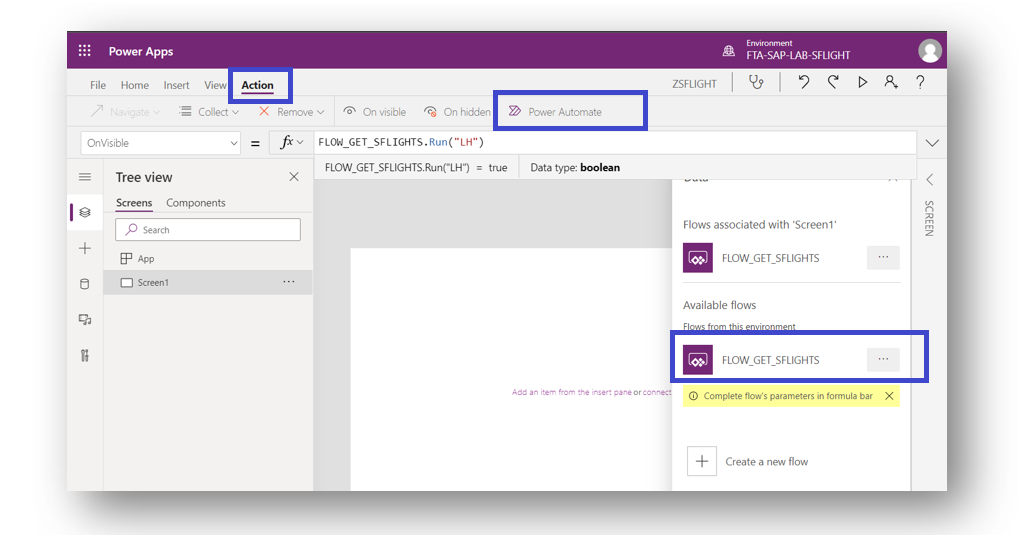 Power Apps
Environment
FTA-SAP-LAB-SFLIGHT
File Home Insert View Action
ZSFLIGHT
Navigate Collect Remove On visible On hidden Power Automate
OnVisible = fx FLOW_GET_SFLIGHTS.Run("LH")
FLOW_GET_SFLIGHTS.Run("LH") = true Data type: boolean
Tree view
Screens Components
Search
App
Screen1
Add an item from the insert pane or connect
Data
Flows associated with 'Screen1'
FLOW_GET_SFLIGHTS
Available flows
Flows from this environment
FLOW_GET_SFLIGHTS
Complete flow's parameters in formula bar
Create a new flow
SCREEN